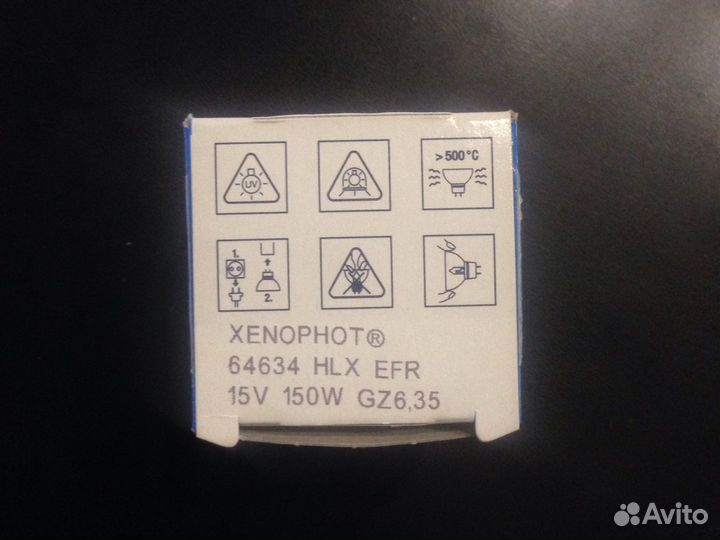 UV
>500°C
1.
2.
XENOPHOT®
64634 HLX EFR
15V 150W GZ6,35
Avito